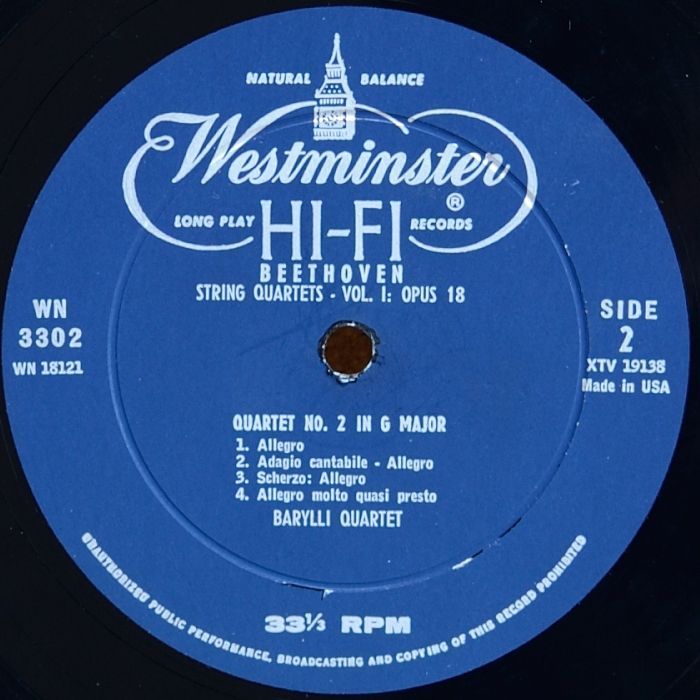 NATURAL BALANCE
Westminster ®
LONG PLAY HI-FI RECORDS
BEETHOVEN
STRING QUARTETS - VOL. I: OPUS 18
WN
3302
WN 18121
SIDE
2
XTV 19138
Made in USA
QUARTET NO. 2 IN G MAJOR
1. Allegro
2. Adagio cantabile - Allegro
3. Scherzo: Allegro
4. Allegro molto quasi presto
BARYLLI QUARTET
33⅓ RPM
UNAUTHORIZED PUBLIC PERFORMANCE, BROADCASTING AND COPYING OF THIS RECORD PROHIBITED